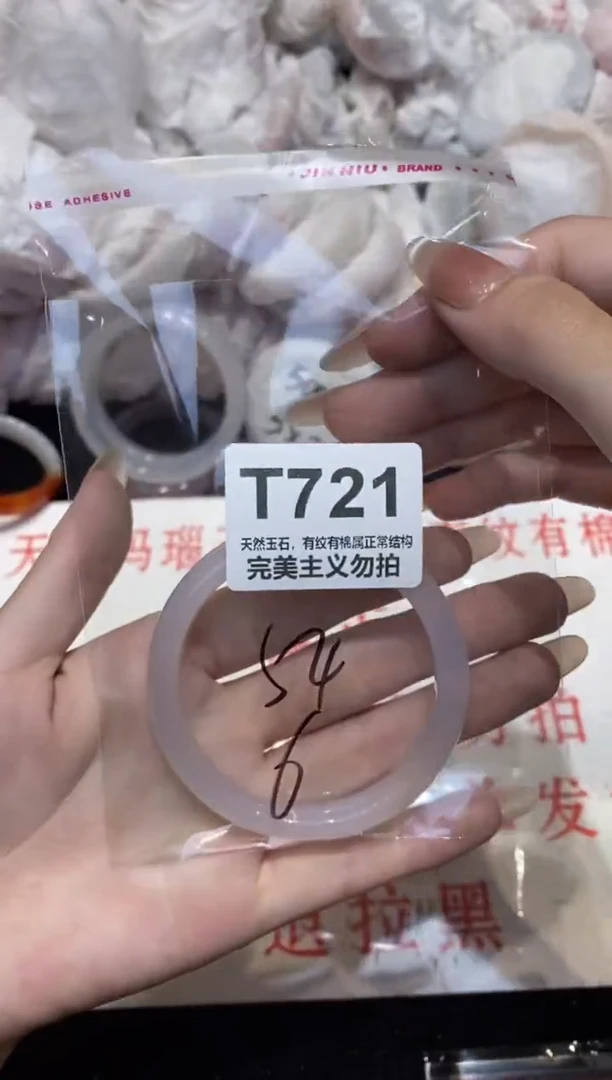 ADHESIVE
BRAND
T721
天然玉石，有纹有棉属正常结构
完美主义勿拍
54
6
天
玛瑙
纹有棉
拍
发
退拉黑